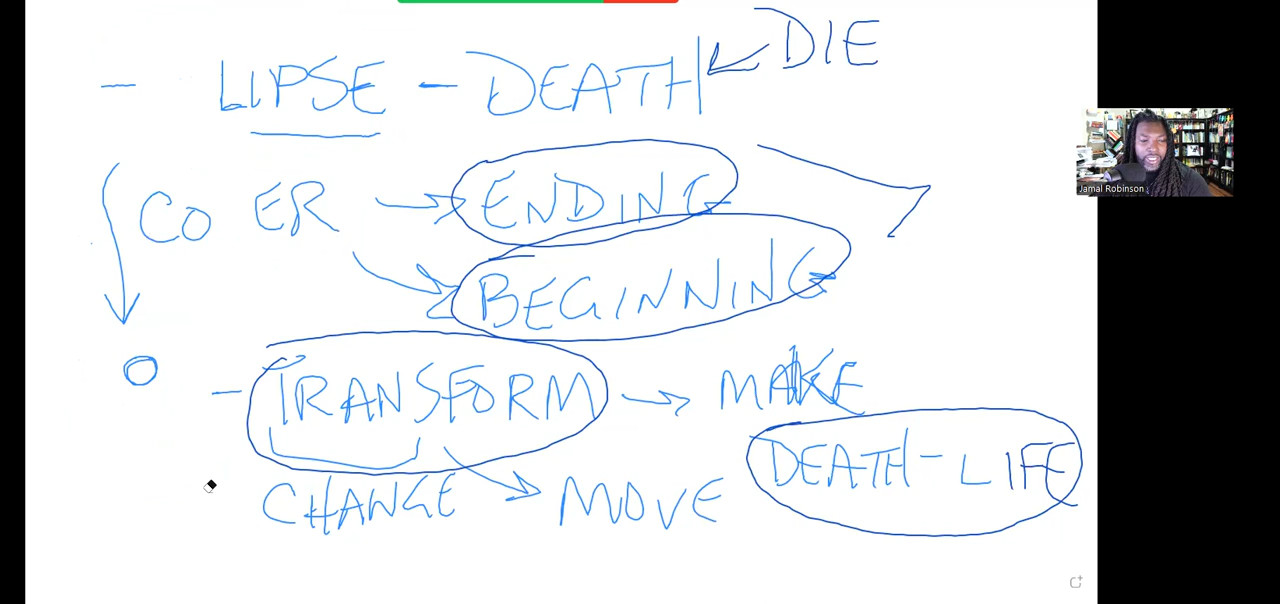 - LIPSE - DEATH ← DIE
CO ER → ENDING
BEGINNING
O - TRANSFORM → MAKE
DEATH - LIFE
CHANGE → MOVE
Jamal Robinson